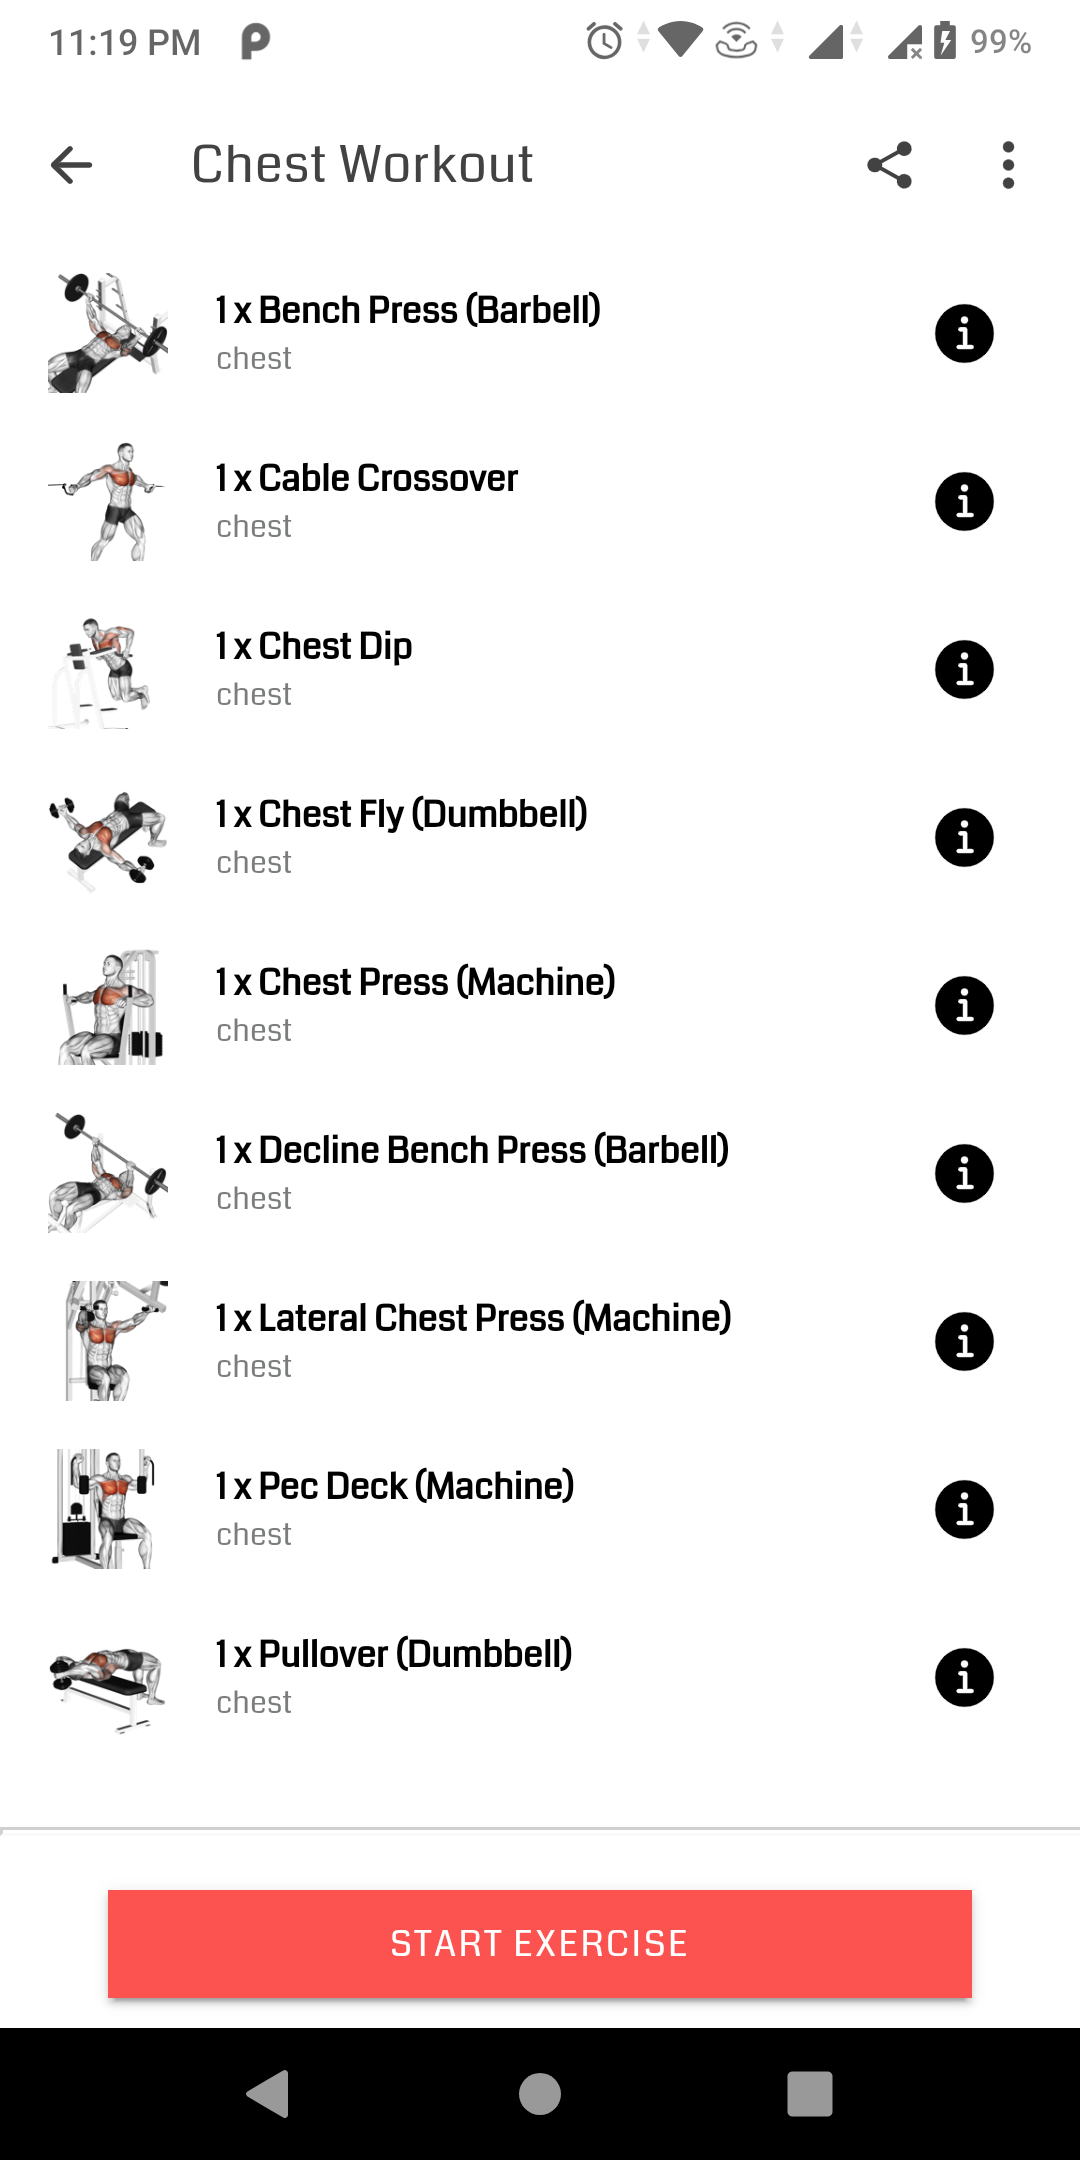 11:19 PM
99%
Chest Workout
1 x Bench Press (Barbell)
chest
1 x Cable Crossover
chest
1 x Chest Dip
chest
1 x Chest Fly (Dumbbell)
chest
1 x Chest Press (Machine)
chest
1 x Decline Bench Press (Barbell)
chest
1 x Lateral Chest Press (Machine)
chest
1 x Pec Deck (Machine)
chest
1 x Pullover (Dumbbell)
chest
START EXERCISE